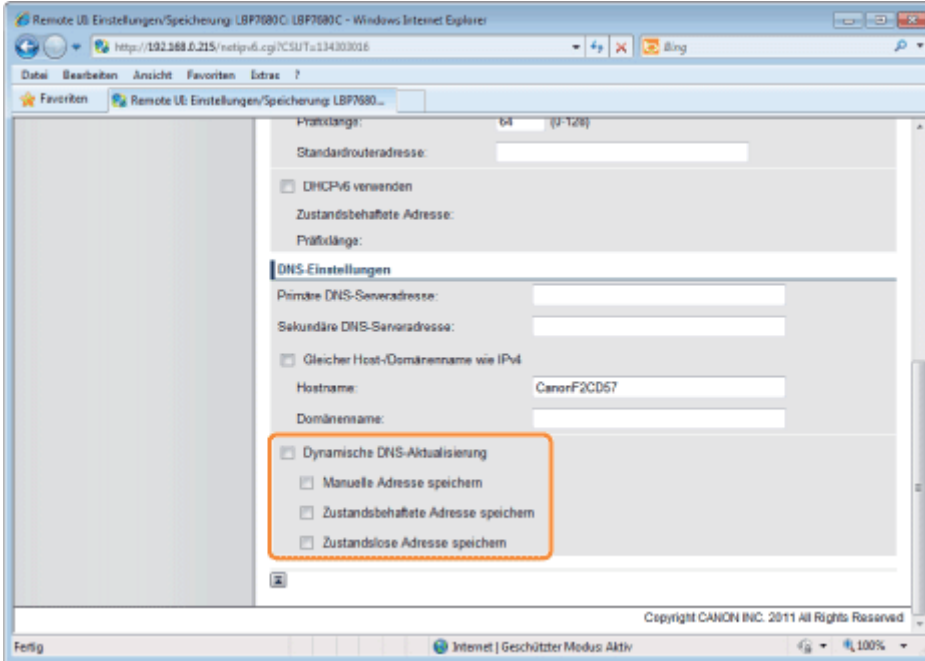 Remote UI: Einstellungen/Speicherung: LBP7680C: LBP7680C - Windows Internet Explorer
http://192.168.0.215/netipv6.cgi?CSUT=134303016
Bing
Datei Bearbeiten Ansicht Favoriten Extras ?
Favoriten Remote UI: Einstellungen/Speicherung: LBP7680...
Präfixlänge: 64 (0-128)
Standardrouteradresse:
DHCPv6 verwenden
Zustandsbehaftete Adresse:
Präfixlänge:
DNS-Einstellungen
Primäre DNS-Serveradresse:
Sekundäre DNS-Serveradresse:
Gleicher Host-/Domänenname wie IPv4
Hostname: CanonF2CD57
Domänenname:
Dynamische DNS-Aktualisierung
Manuelle Adresse speichern
Zustandsbehaftete Adresse speichern
Zustandslose Adresse speichern
Copyright CANON INC. 2011 All Rights Reserved
Fertig Internet | Geschützter Modus: Aktiv 100%